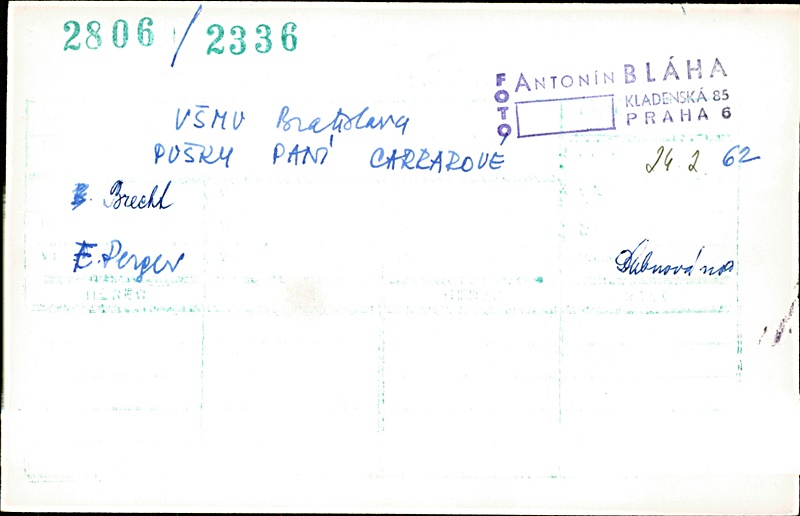 2806 / 2336
FOTO ANTONÍN BLÁHA
KLADENSKÁ 85
PRAHA 6
VŠMU Bratislava
PUŠKY PANÍ CARRAROVÉ
24. 2. 62
B. Brecht
E. Perger